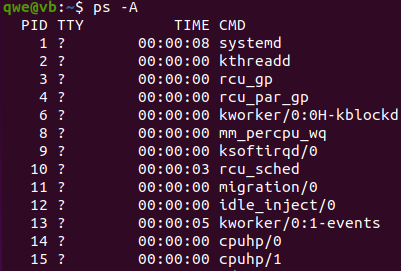 qwe@vb:~$ ps -A
PID TTY TIME CMD
1 ? 00:00:08 systemd
2 ? 00:00:00 kthreadd
3 ? 00:00:00 rcu_gp
4 ? 00:00:00 rcu_par_gp
6 ? 00:00:00 kworker/0:0H-kblockd
8 ? 00:00:00 mm_percpu_wq
9 ? 00:00:00 ksoftirqd/0
10 ? 00:00:03 rcu_sched
11 ? 00:00:00 migration/0
12 ? 00:00:00 idle_inject/0
13 ? 00:00:05 kworker/0:1-events
14 ? 00:00:00 cpuhp/0
15 ? 00:00:00 cpuhp/1